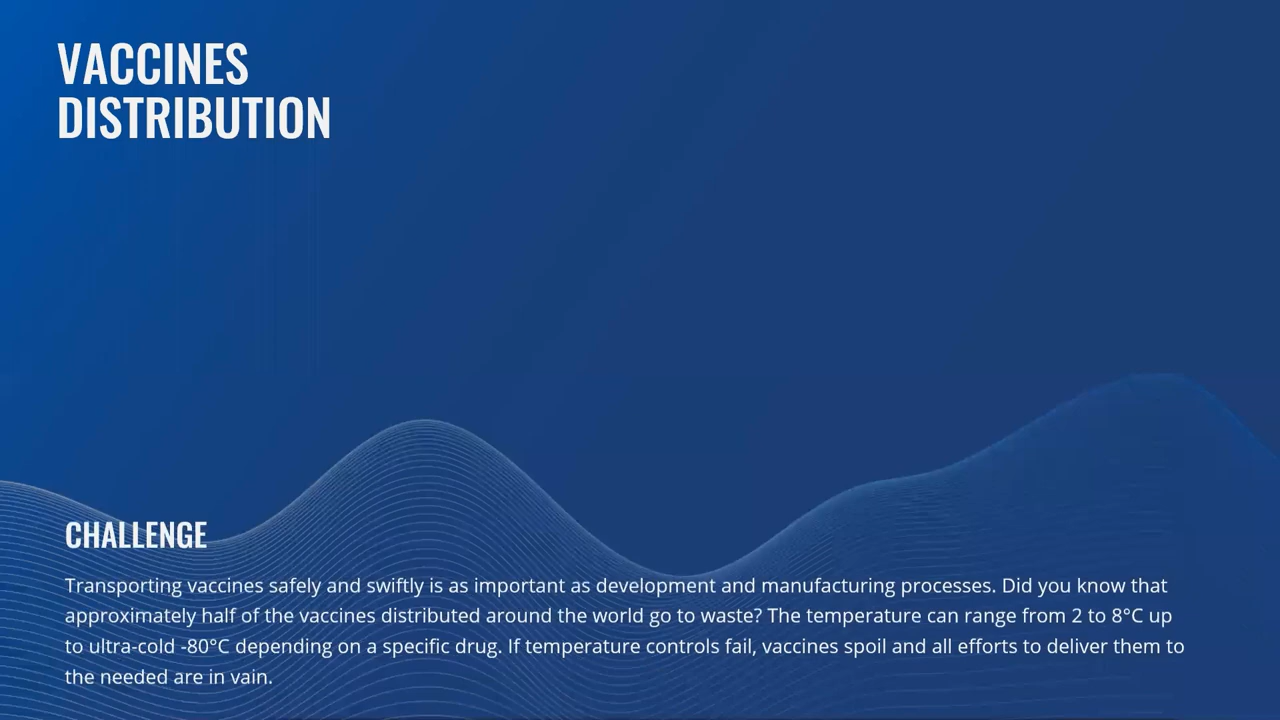 VACCINES
DISTRIBUTION
CHALLENGE
Transporting vaccines safely and swiftly is as important as development and manufacturing processes. Did you know that
approximately half of the vaccines distributed around the world go to waste? The temperature can range from 2 to 8°C up
to ultra-cold -80°C depending on a specific drug. If temperature controls fail, vaccines spoil and all efforts to deliver them to
the needed are in vain.